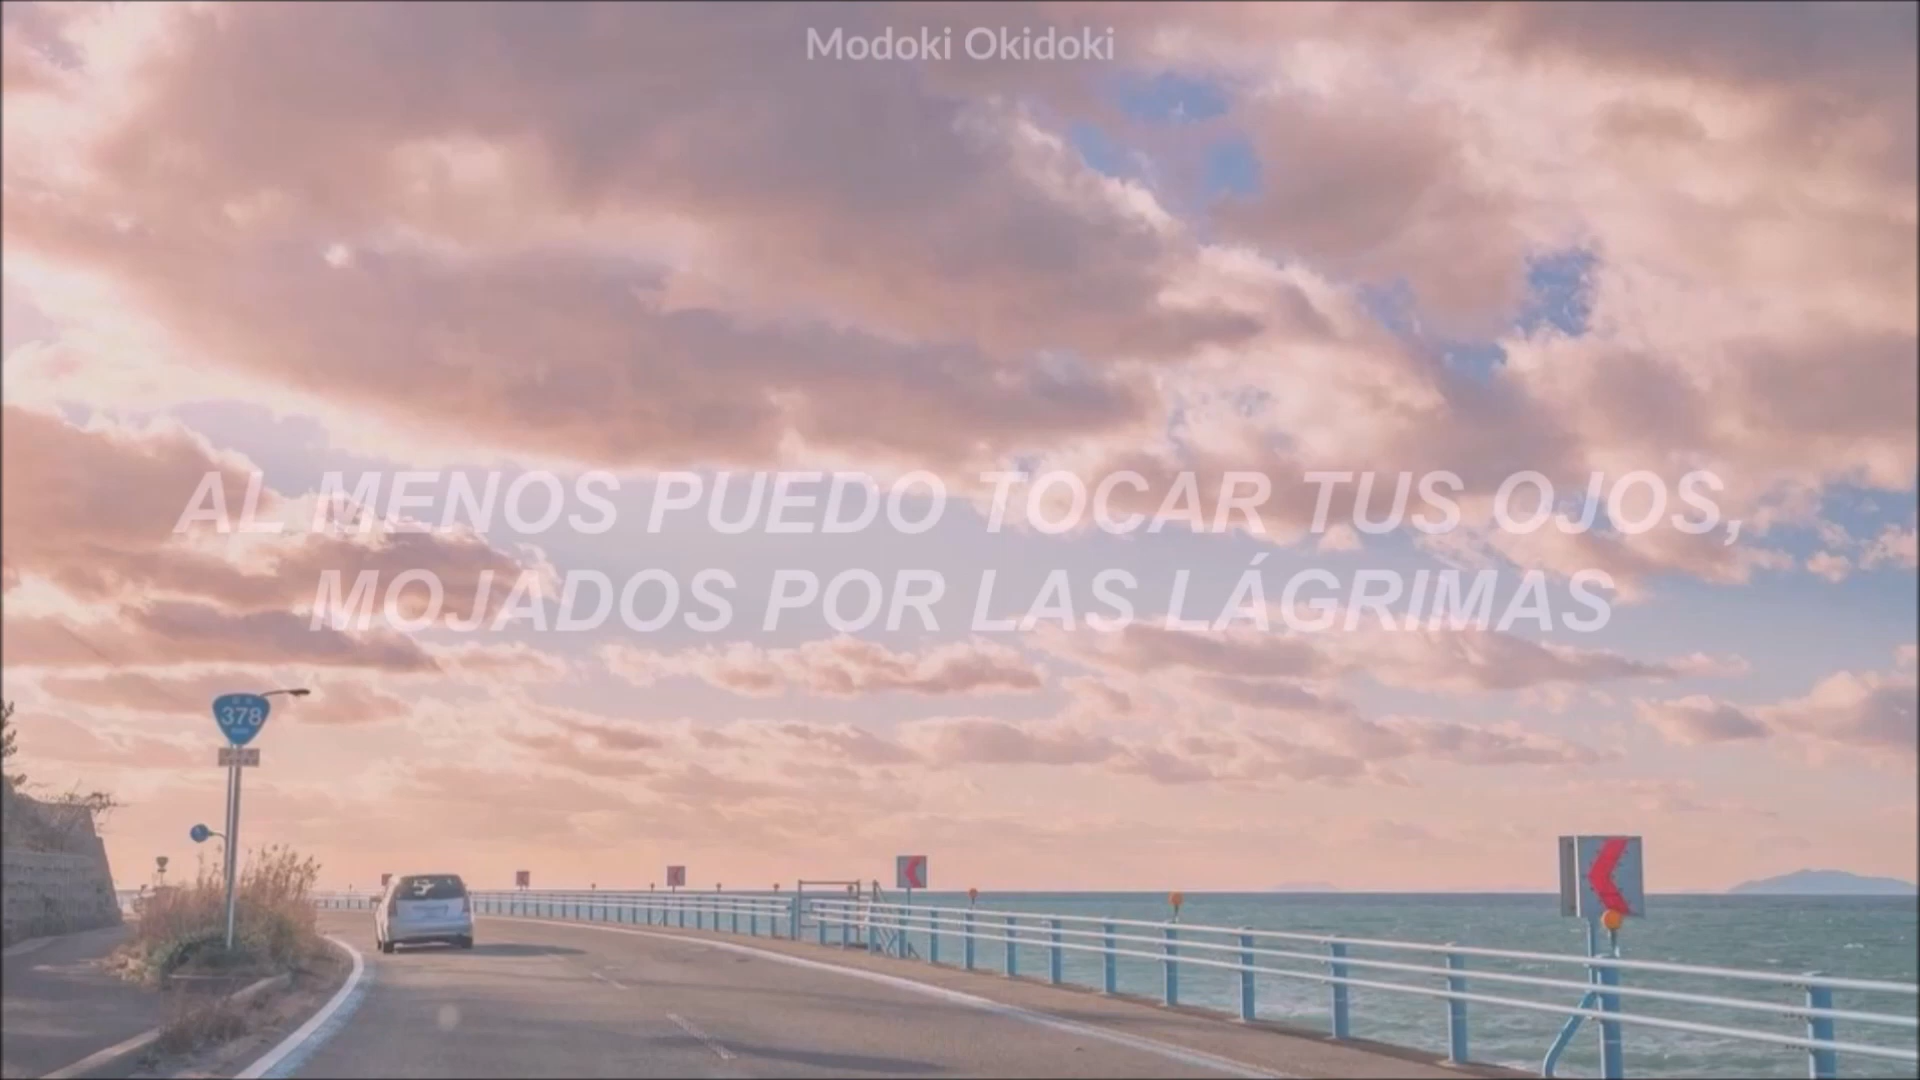 Modoki Okidoki
AL MENOS PUEDO TOCAR TUS OJOS,
MOJADOS POR LAS LÁGRIMAS
378